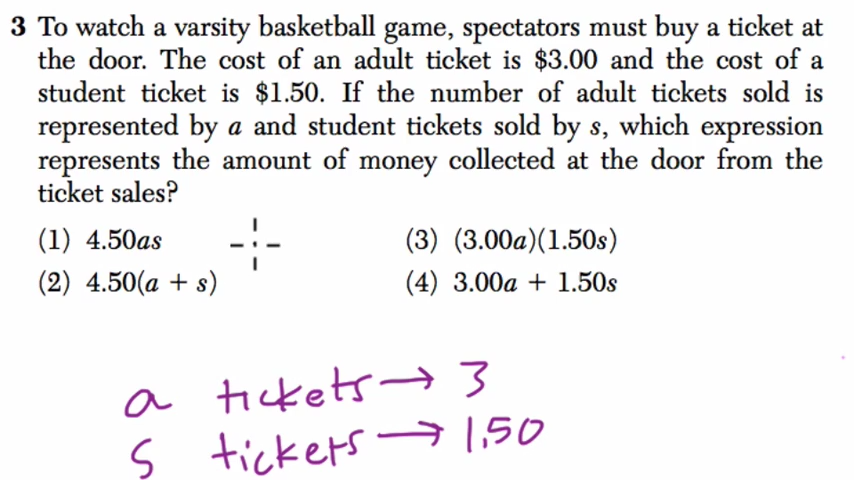 3 To watch a varsity basketball game, spectators must buy a ticket at
the door. The cost of an adult ticket is $3.00 and the cost of a
student ticket is $1.50. If the number of adult tickets sold is
represented by a and student tickets sold by s, which expression
represents the amount of money collected at the door from the
ticket sales?
(1) 4.50as (3) (3.00a)(1.50s)
(2) 4.50(a + s) (4) 3.00a + 1.50s
a tickets → 3
s tickets → 1.50